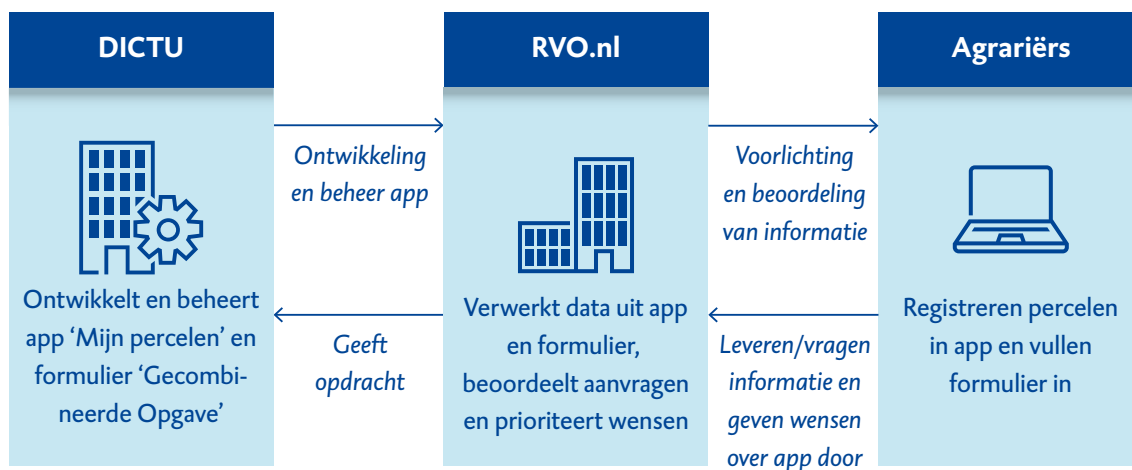 DICTU
RVO.nl
Agrariërs
Ontwikkeling
en beheer app
Voorlichting
en beoordeling
van informatie
Ontwikkelt en beheert
app ‘Mijn percelen’ en
formulier ‘Gecombi-
neerde Opgave’
Geeft
opdracht
Verwerkt data uit app
en formulier,
beoordeelt aanvragen
en prioriteert wensen
Leveren/vragen
informatie en
geven wensen
over app door
Registreren percelen
in app en vullen
formulier in